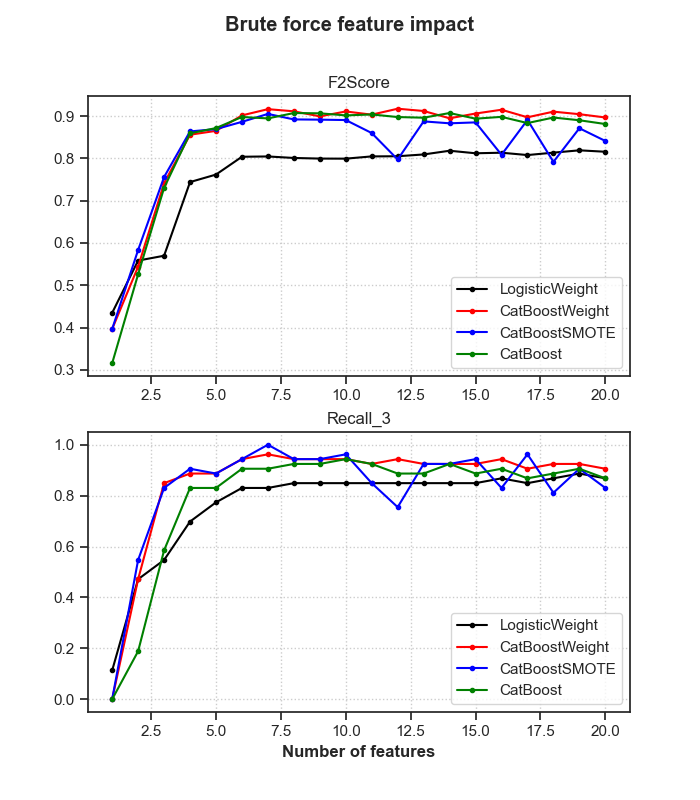 Brute force feature impact
F2Score
0.9
0.8
0.7
0.6
0.5
0.4
0.3
LogisticWeight
CatBoostWeight
CatBoostSMOTE
CatBoost
2.5 5.0 7.5 10.0 12.5 15.0 17.5 20.0
Recall_3
1.0
0.8
0.6
0.4
0.2
0.0
LogisticWeight
CatBoostWeight
CatBoostSMOTE
CatBoost
2.5 5.0 7.5 10.0 12.5 15.0 17.5 20.0
Number of features